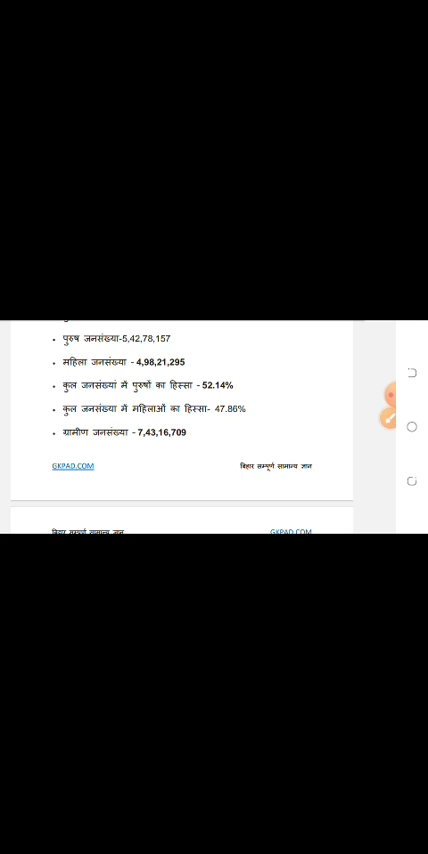 • पुरुष जनसंख्या-5,42,78,157
• महिला जनसंख्या - 4,98,21,295
• कुल जनसंख्यां में पुरुषों का हिस्सा - 52.14%
• कुल जनसंख्या में महिलाओं का हिस्सा- 47.86%
• ग्रामीण जनसंख्या - 7,43,16,709
GKPAD.COM बिहार सम्पूर्ण सामान्य ज्ञान
बिहार सम्पूर्ण सामान्य ज्ञान GKPAD.COM